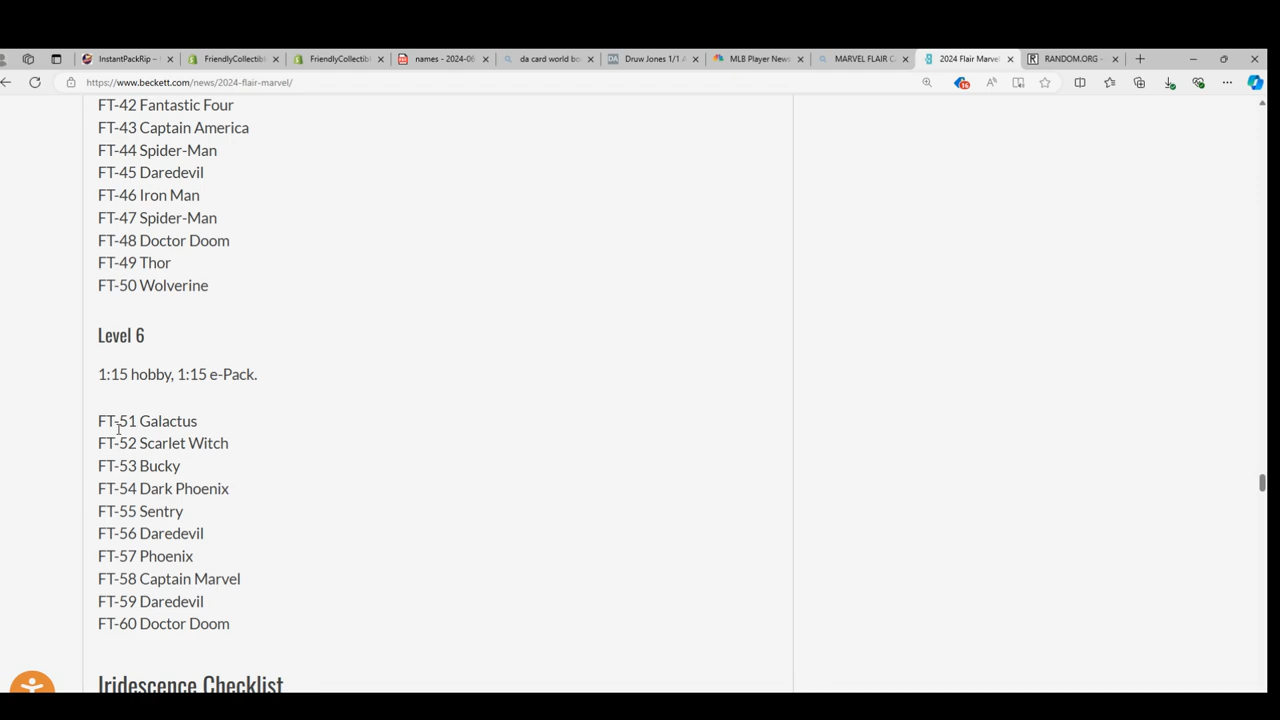 InstantPackRip –
FriendlyCollectibl
FriendlyCollectibl
names - 2024-06
da card world bo
Druw Jones 1/1 A
MLB Player News
MARVEL FLAIR C
2024 Flair Marvel
RANDOM.ORG -
https://www.beckett.com/news/2024-flair-marvel/
FT-42 Fantastic Four
FT-43 Captain America
FT-44 Spider-Man
FT-45 Daredevil
FT-46 Iron Man
FT-47 Spider-Man
FT-48 Doctor Doom
FT-49 Thor
FT-50 Wolverine
Level 6
1:15 hobby, 1:15 e-Pack.
FT-51 Galactus
FT-52 Scarlet Witch
FT-53 Bucky
FT-54 Dark Phoenix
FT-55 Sentry
FT-56 Daredevil
FT-57 Phoenix
FT-58 Captain Marvel
FT-59 Daredevil
FT-60 Doctor Doom
Iridescence Checklist